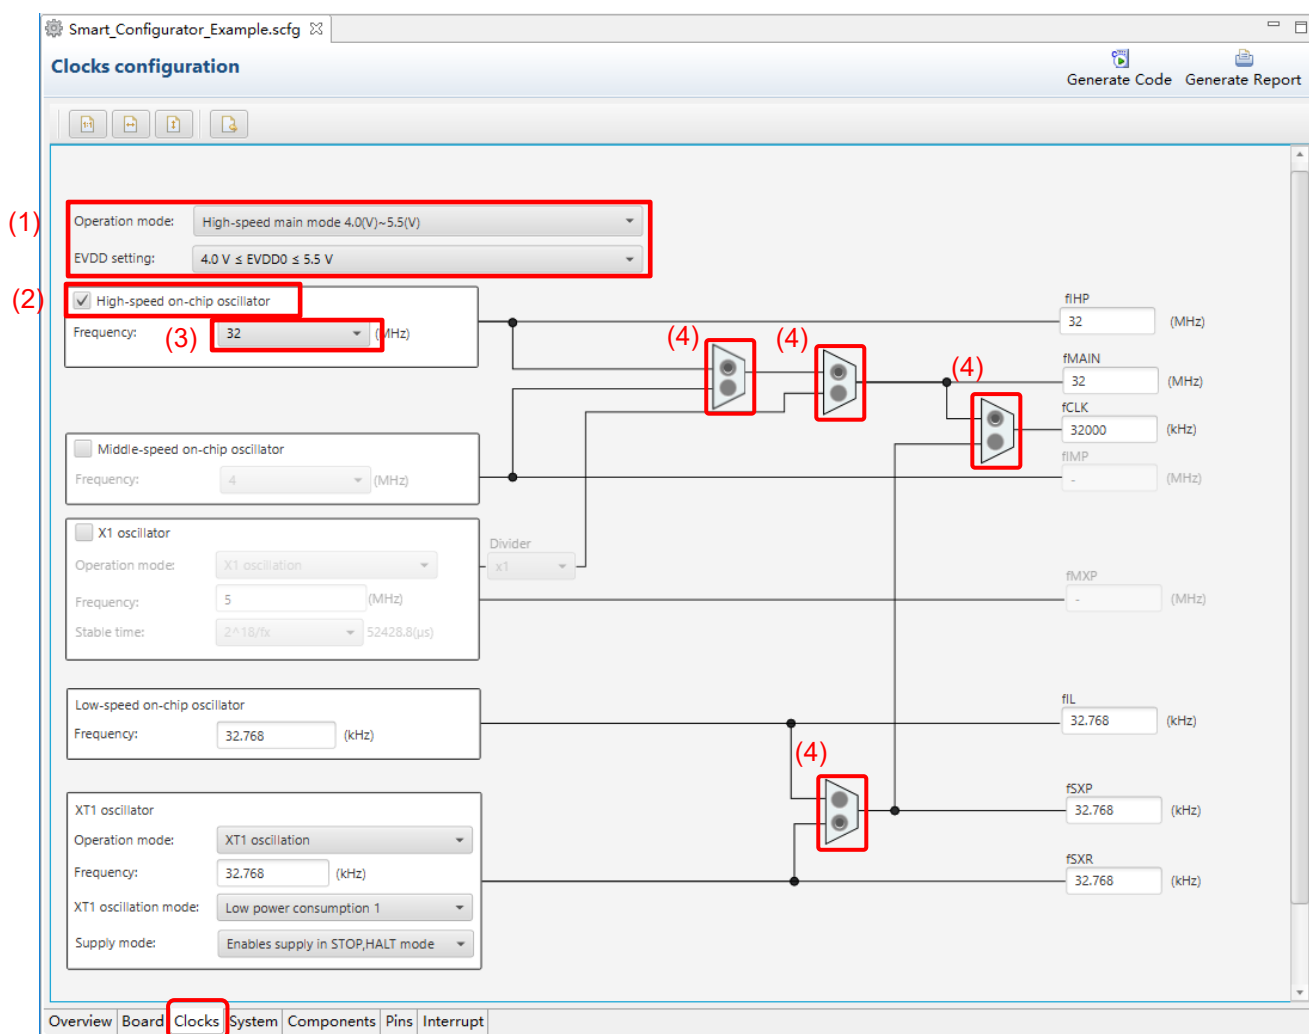 Smart_Configurator_Example.scfg
Clocks configuration
Generate Code Generate Report
1:1
(1)
Operation mode: High-speed main mode 4.0(V)~5.5(V)
EVDD setting: 4.0 V ≤ EVDD0 ≤ 5.5 V
(2)
High-speed on-chip oscillator
Frequency: (3) 32 (MHz)
fIHP
32 (MHz)
(4) (4) (4)
fMAIN
32 (MHz)
fCLK
32000 (kHz)
Middle-speed on-chip oscillator
Frequency: 4 (MHz)
fIMP
- (MHz)
X1 oscillator
Operation mode: X1 oscillation
Frequency: 5 (MHz)
Stable time: 2^18/fx 52428.8(µs)
Divider
x1
fMXP
- (MHz)
Low-speed on-chip oscillator
Frequency: 32.768 (kHz)
fIL
32.768 (kHz)
(4)
XT1 oscillator
Operation mode: XT1 oscillation
Frequency: 32.768 (kHz)
XT1 oscillation mode: Low power consumption 1
Supply mode: Enables supply in STOP,HALT mode
fSXP
32.768 (kHz)
fSXR
32.768 (kHz)
Overview Board Clocks System Components Pins Interrupt